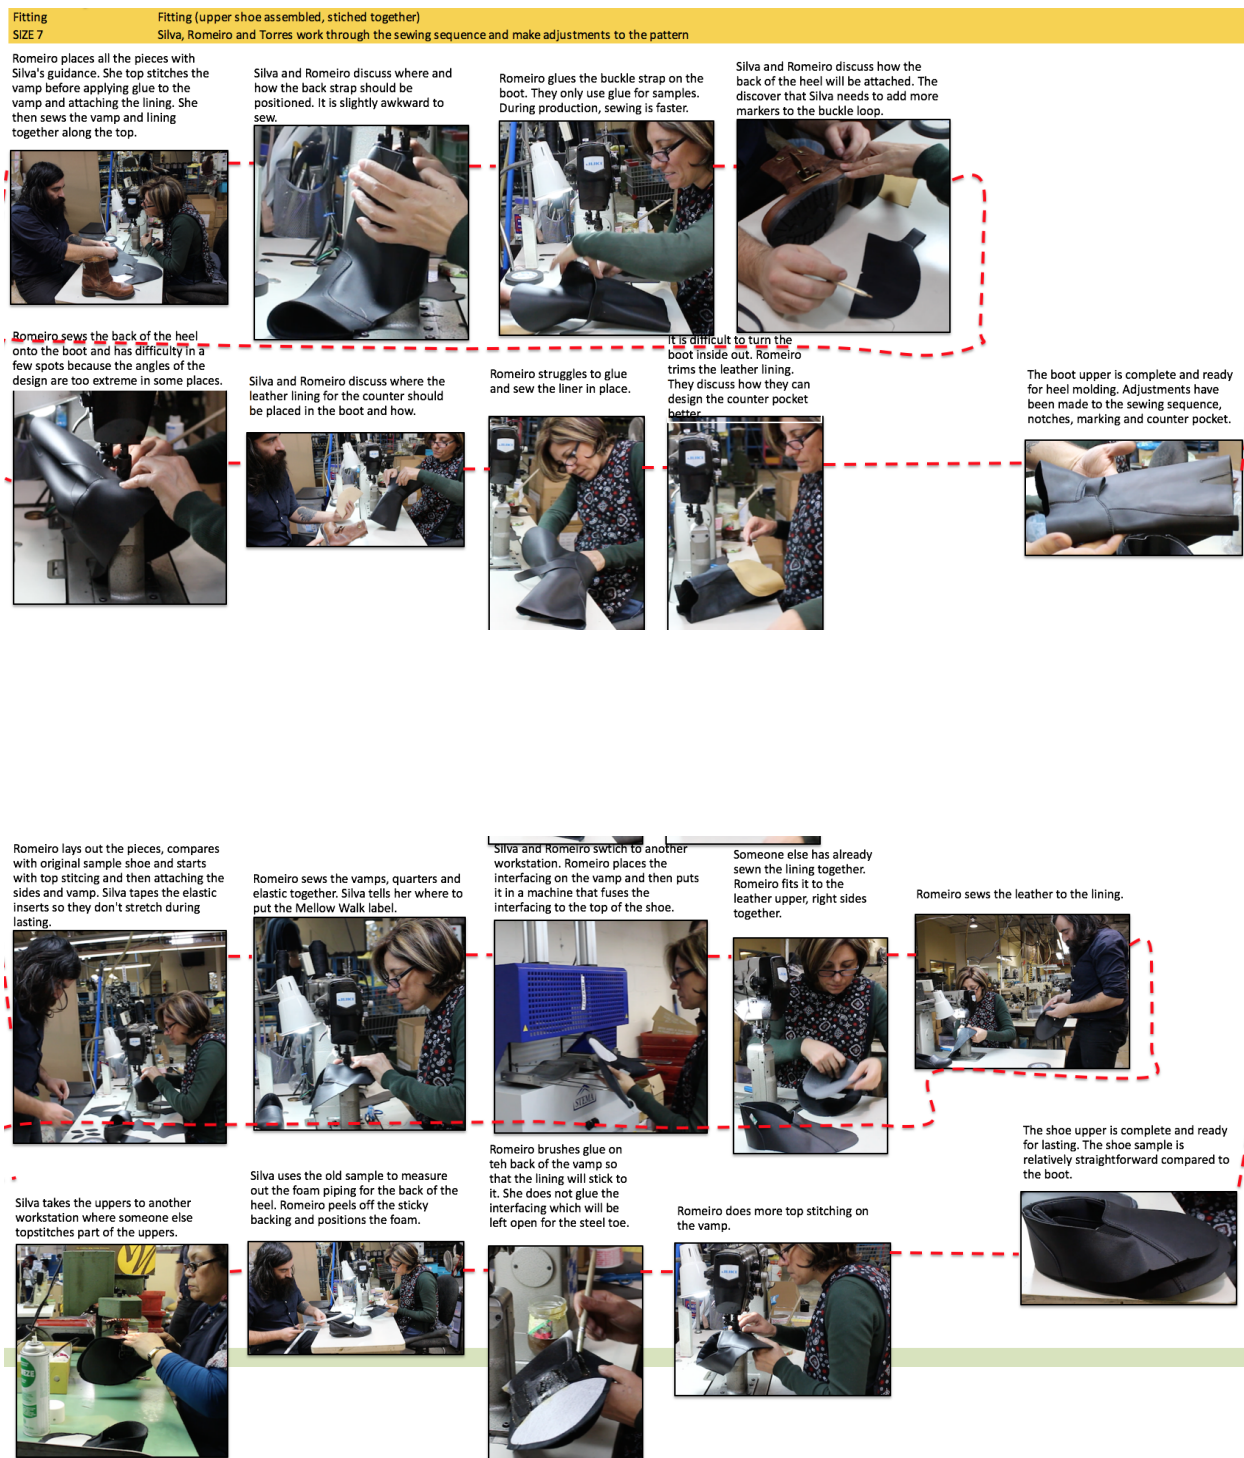 Fitting
Fitting (upper shoe assembled, stiched together)
SIZE 7
Silva, Romeiro and Torres work through the sewing sequence and make adjustments to the pattern
Romeiro places all the pieces with
Silva's guidance. She top stitches the
vamp before applying glue to the
vamp and attaching the lining. She
then sews the vamp and lining
together along the top.
Silva and Romeiro discuss where and
how the back strap should be
positioned. It is slightly awkward to
sew.
Romeiro glues the buckle strap on the
boot. They only use glue for samples.
During production, sewing is faster.
Silva and Romeiro discuss how the
back of the heel will be attached. The
discover that Silva needs to add more
markers to the buckle loop.
Romeiro sews the back of the heel
onto the boot and has difficulty in a
few spots because the angles of the
design are too extreme in some places.
Silva and Romeiro discuss where the
leather lining for the counter should
be placed in the boot and how.
Romeiro struggles to glue
and sew the liner in place.
It is difficult to turn the
boot inside out. Romeiro
trims the leather lining.
They discuss how they can
design the counter pocket
better.
The boot upper is complete and ready
for heel molding. Adjustments have
been made to the sewing sequence,
notches, marking and counter pocket.
Romeiro lays out the pieces, compares
with original sample shoe and starts
with top stitcing and then attaching the
sides and vamp. Silva tapes the elastic
inserts so they don't stretch during
lasting.
Romeiro sews the vamps, quarters and
elastic together. Silva tells her where to
put the Mellow Walk label.
Silva and Romeiro swtich to another
workstation. Romeiro places the
interfacing on the vamp and then puts
it in a machine that fuses the
interfacing to the top of the shoe.
STEMA
Someone else has already
sewn the lining together.
Romeiro fits it to the
leather upper, right sides
together.
Romeiro sews the leather to the lining.
Silva takes the uppers to another
workstation where someone else
topstitches part of the uppers.
Silva uses the old sample to measure
out the foam piping for the back of the
heel. Romeiro peels off the sticky
backing and positions the foam.
Romeiro brushes glue on
teh back of the vamp so
that the lining will stick to
it. She does not glue the
interfacing which will be
left open for the steel toe.
Romeiro does more top stitching on
the vamp.
The shoe upper is complete and ready
for lasting. The shoe sample is
relatively straightforward compared to
the boot.